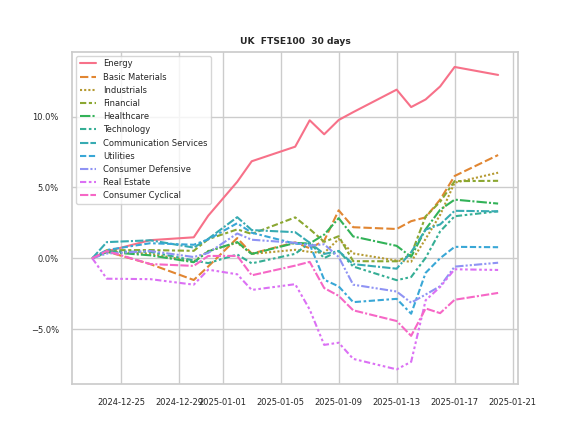 UK FTSE100 30 days
Energy
Basic Materials
Industrials
Financial
Healthcare
Technology
Communication Services
Utilities
Consumer Defensive
Real Estate
Consumer Cyclical
10.0%
5.0%
0.0%
−5.0%
2024-12-25 2024-12-29 2025-01-01 2025-01-05 2025-01-09 2025-01-13 2025-01-17 2025-01-21